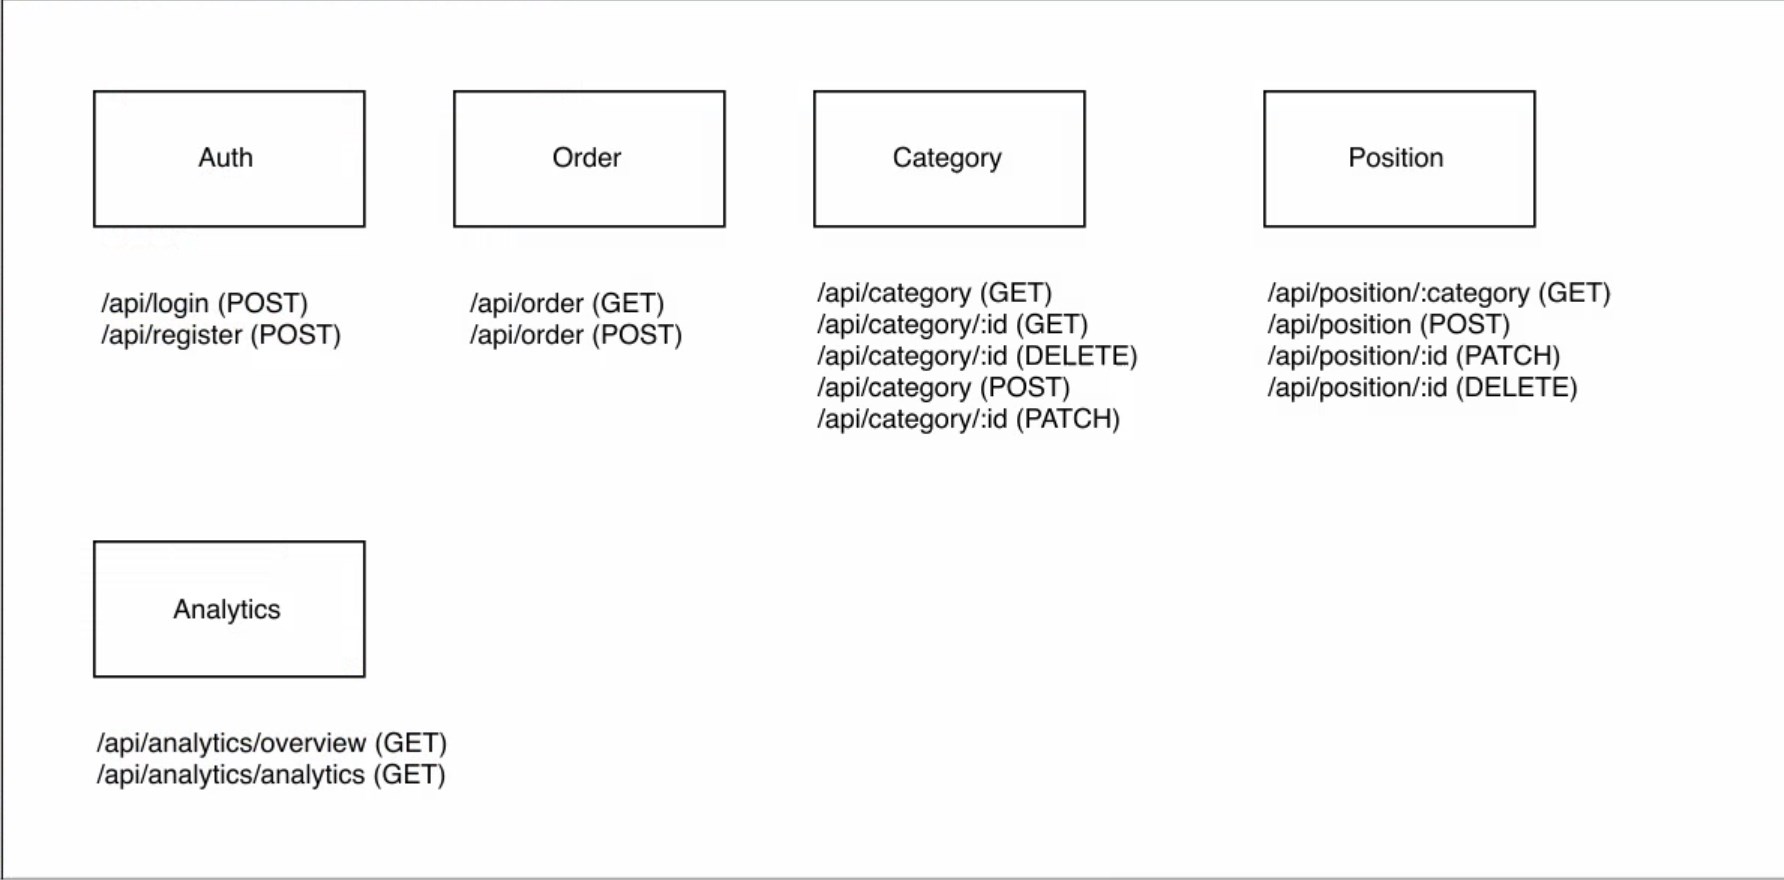 Auth
/api/login (POST)
/api/register (POST)
Order
/api/order (GET)
/api/order (POST)
Category
/api/category (GET)
/api/category/:id (GET)
/api/category/:id (DELETE)
/api/category (POST)
/api/category/:id (PATCH)
Position
/api/position/:category (GET)
/api/position (POST)
/api/position/:id (PATCH)
/api/position/:id (DELETE)
Analytics
/api/analytics/overview (GET)
/api/analytics/analytics (GET)